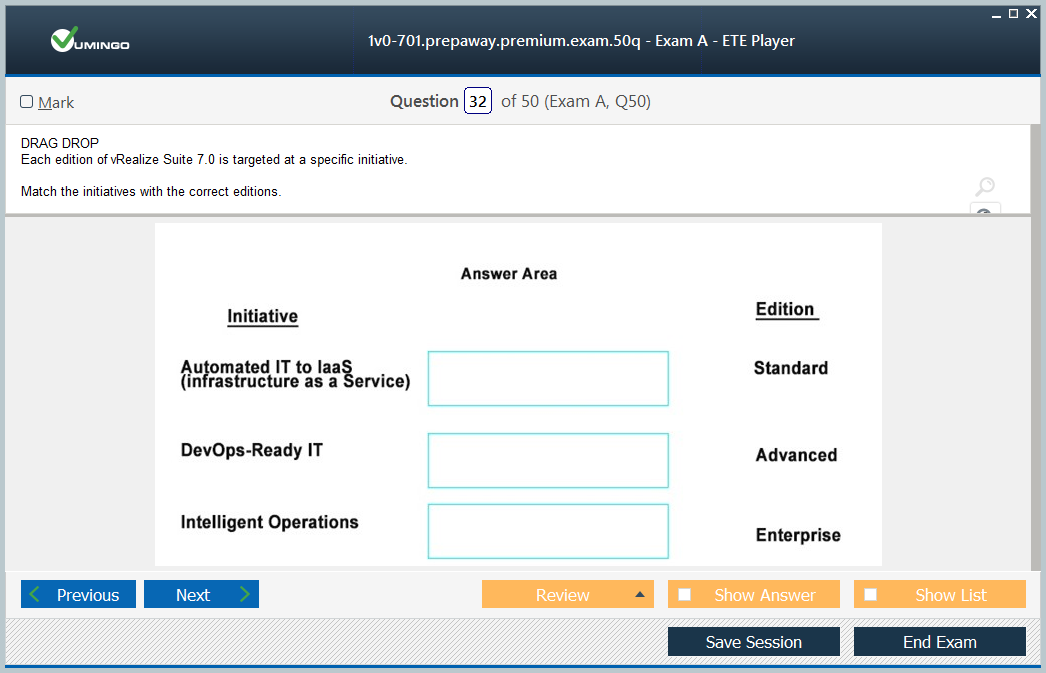 VUMINGO
1v0-701.prepaway.premium.exam.50q - Exam A - ETE Player
Mark
Question 32 of 50 (Exam A, Q50)
DRAG DROP
Each edition of vRealize Suite 7.0 is targeted at a specific initiative.
Match the initiatives with the correct editions.
Answer Area
Initiative
Edition
Automated IT to IaaS
(infrastructure as a Service)
Standard
DevOps-Ready IT
Advanced
Intelligent Operations
Enterprise
Previous
Next
Review
Show Answer
Show List
Save Session
End Exam